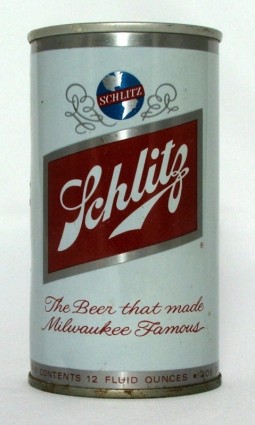 SCHLITZ
Schlitz
The Beer that made
Milwaukee Famous
CONTENTS 12 FLUID OUNCES